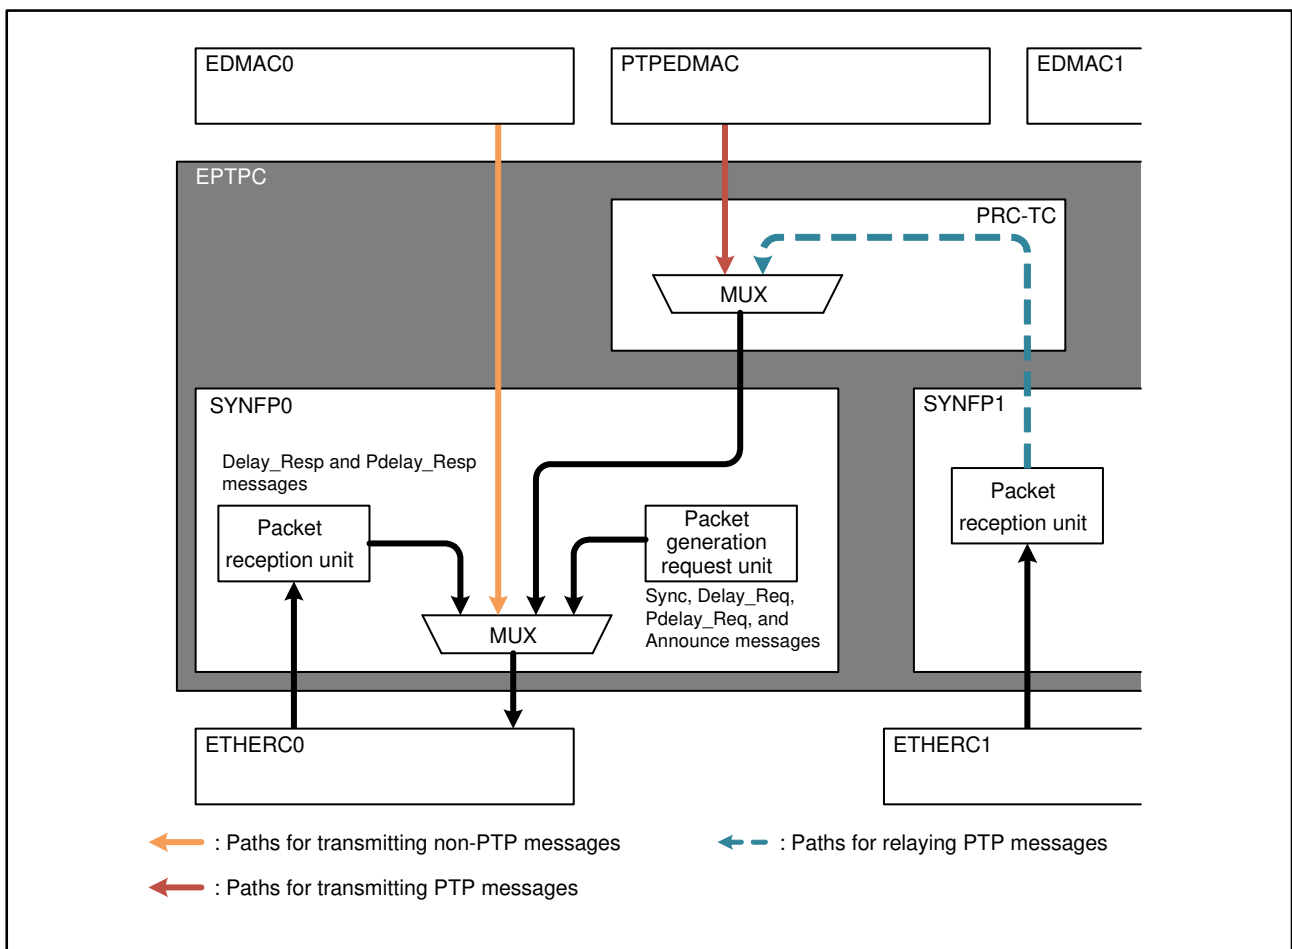 EDMAC0
PTPEDMAC
EDMAC1
EPTPC
PRC-TC
MUX
SYNFP0
SYNFP1
Delay_Resp and Pdelay_Resp
messages
Packet
reception unit
Packet
generation
request unit
Packet
reception unit
Sync, Delay_Req,
Pdelay_Req, and
Announce messages
MUX
ETHERC0
ETHERC1
: Paths for transmitting non-PTP messages
: Paths for relaying PTP messages
: Paths for transmitting PTP messages